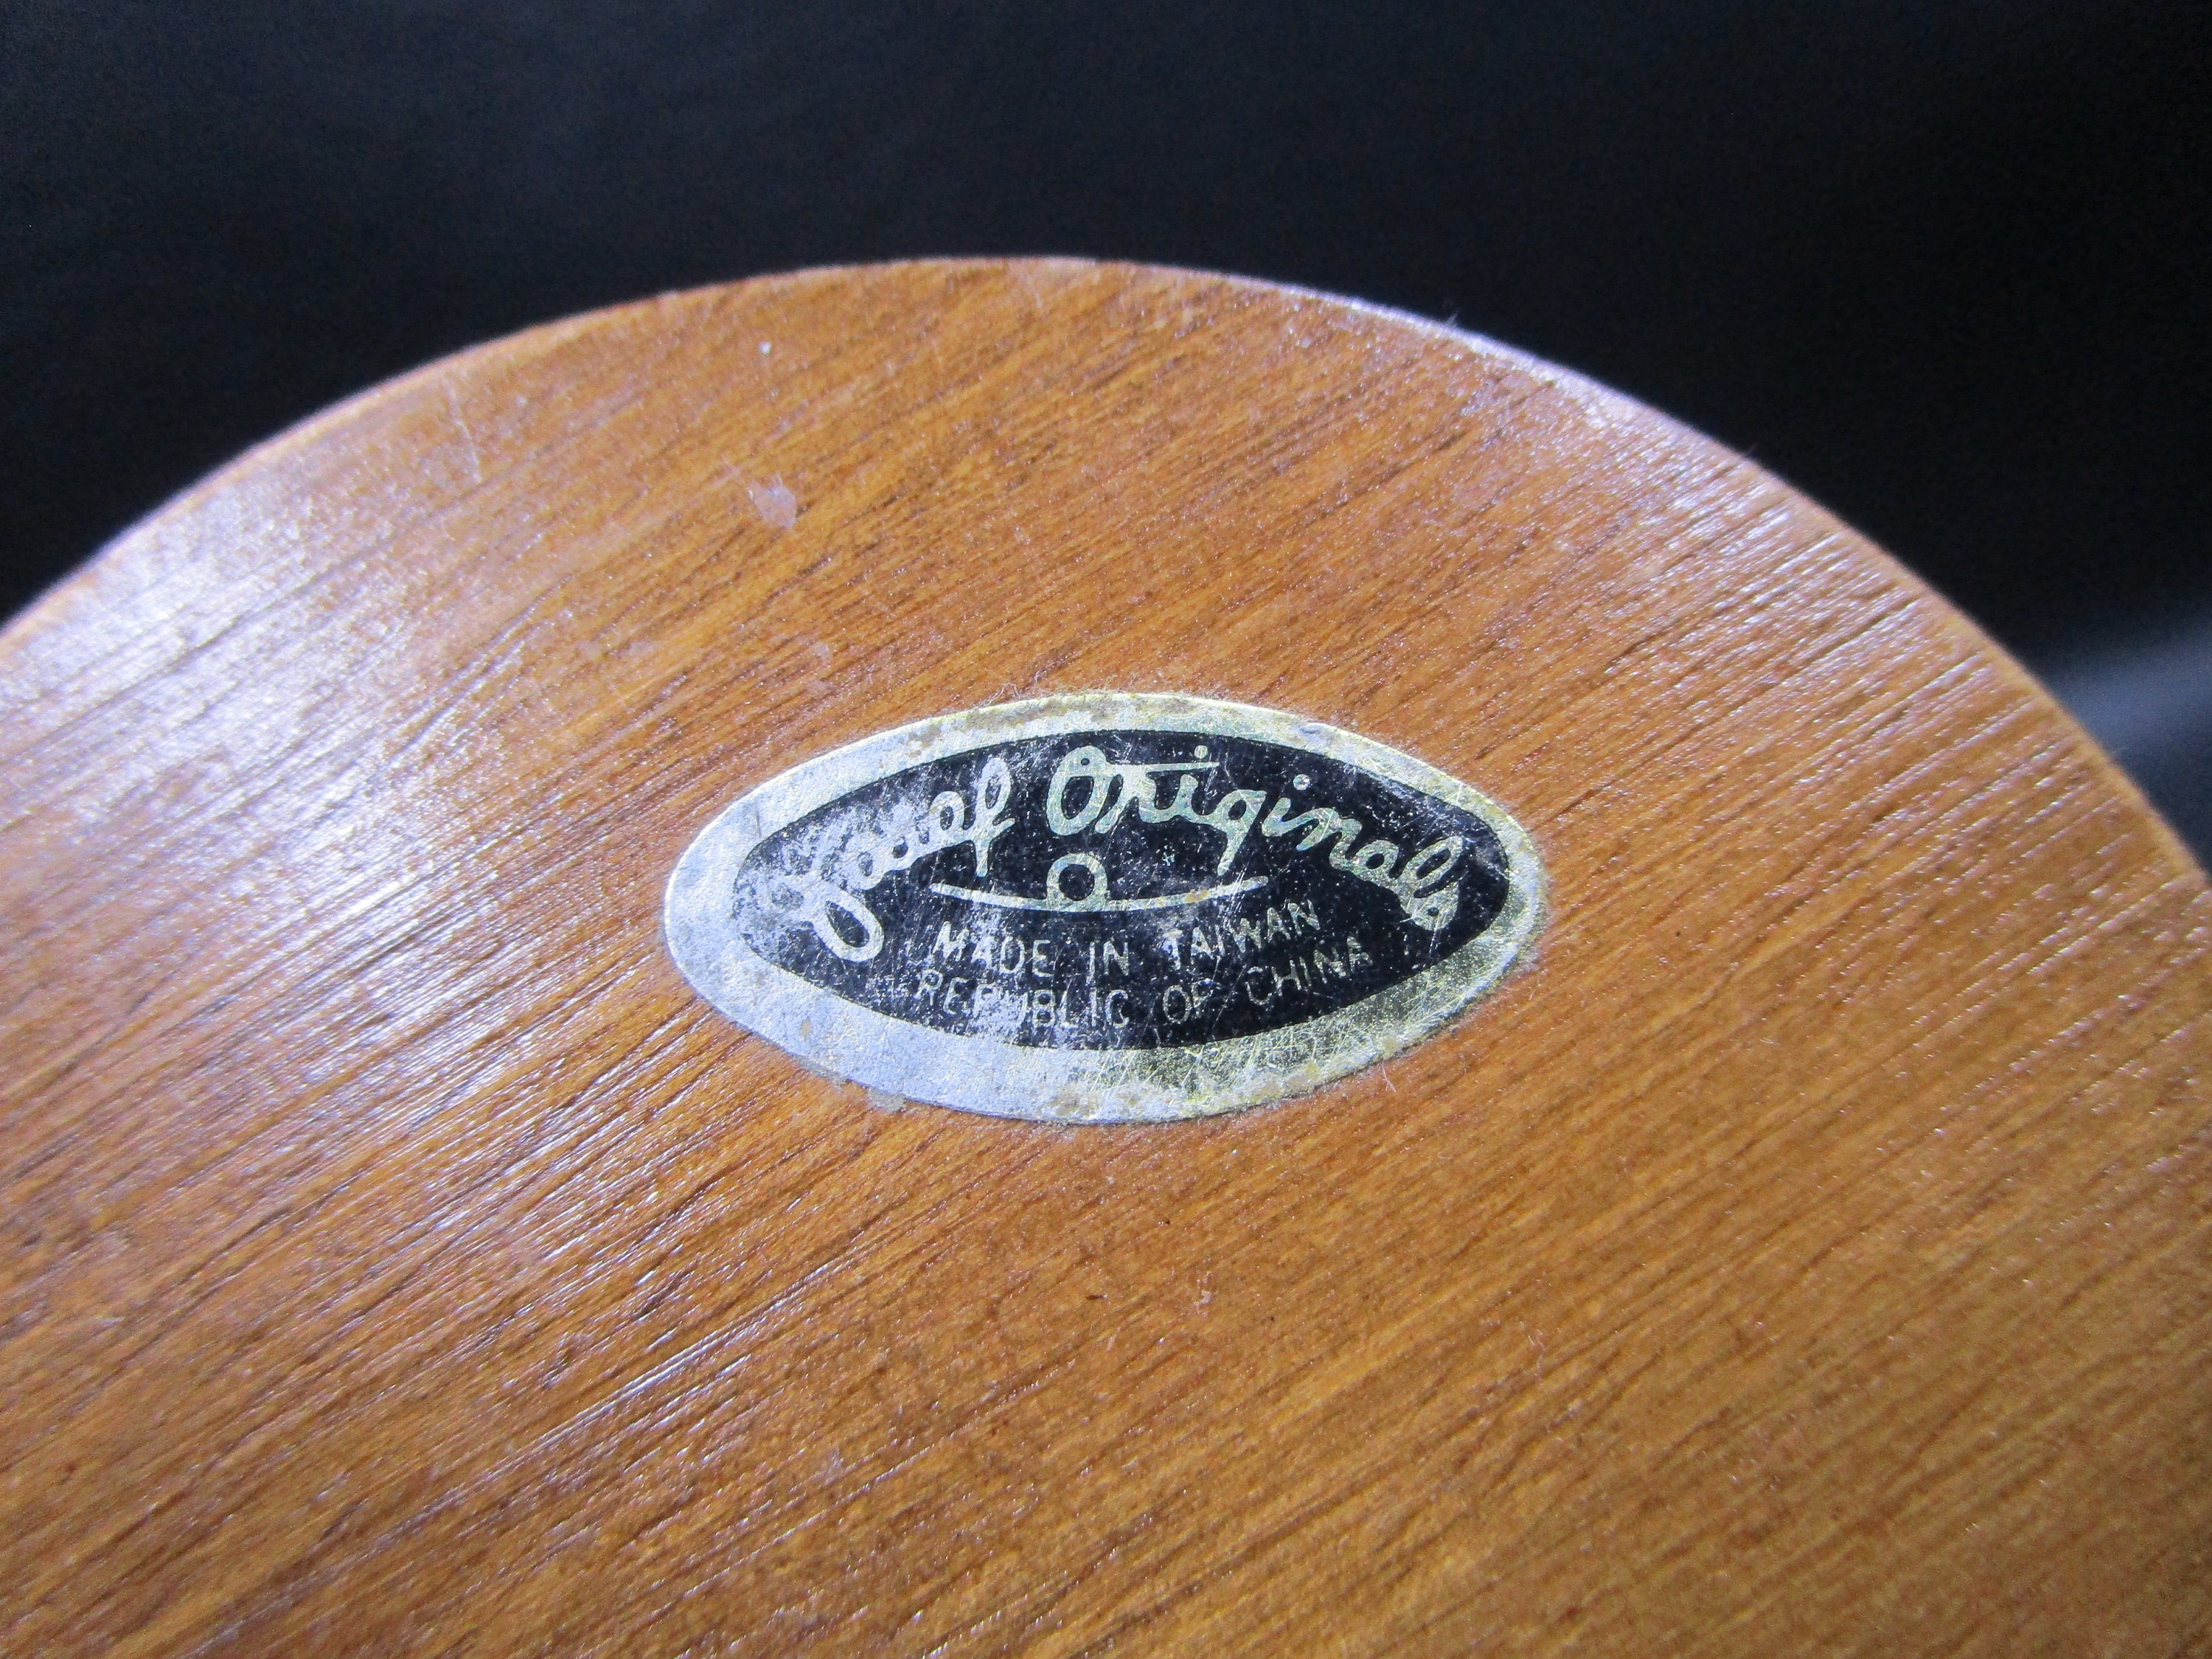 Josef Originals
MADE IN TAIWAN
REPUBLIC OF CHINA